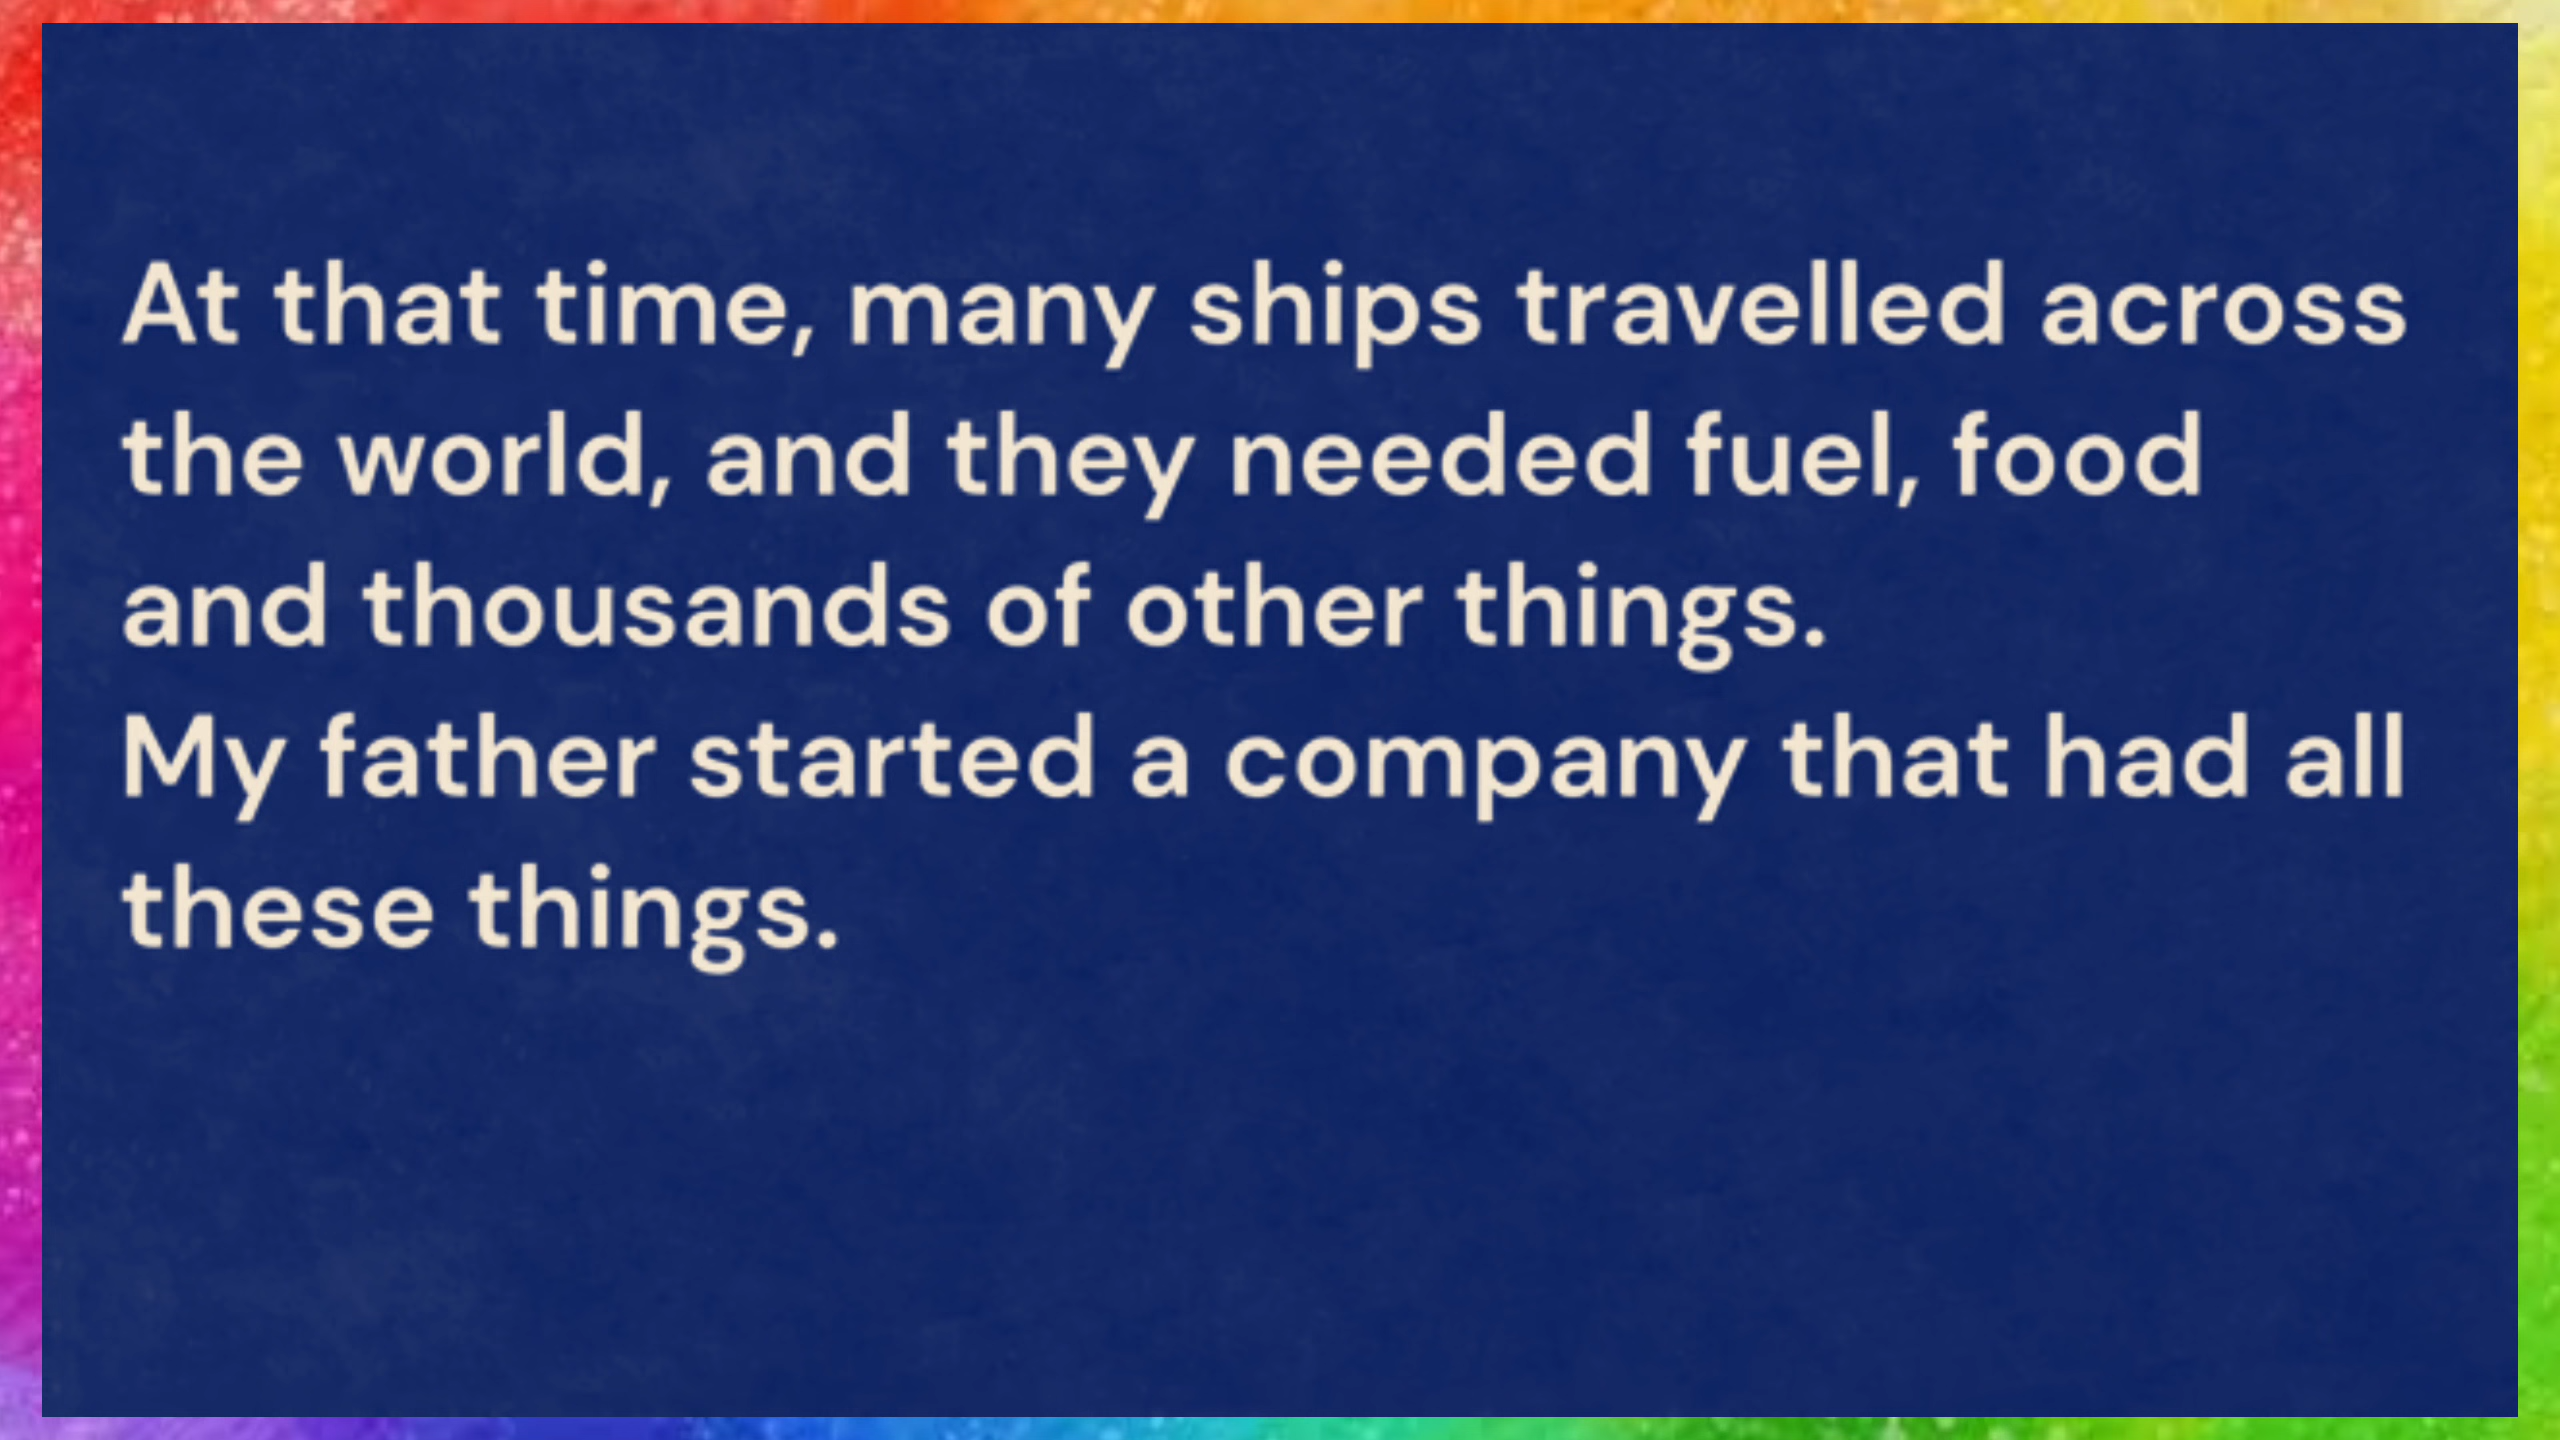 At that time, many ships travelled across
the world, and they needed fuel, food
and thousands of other things.
My father started a company that had all
these things.